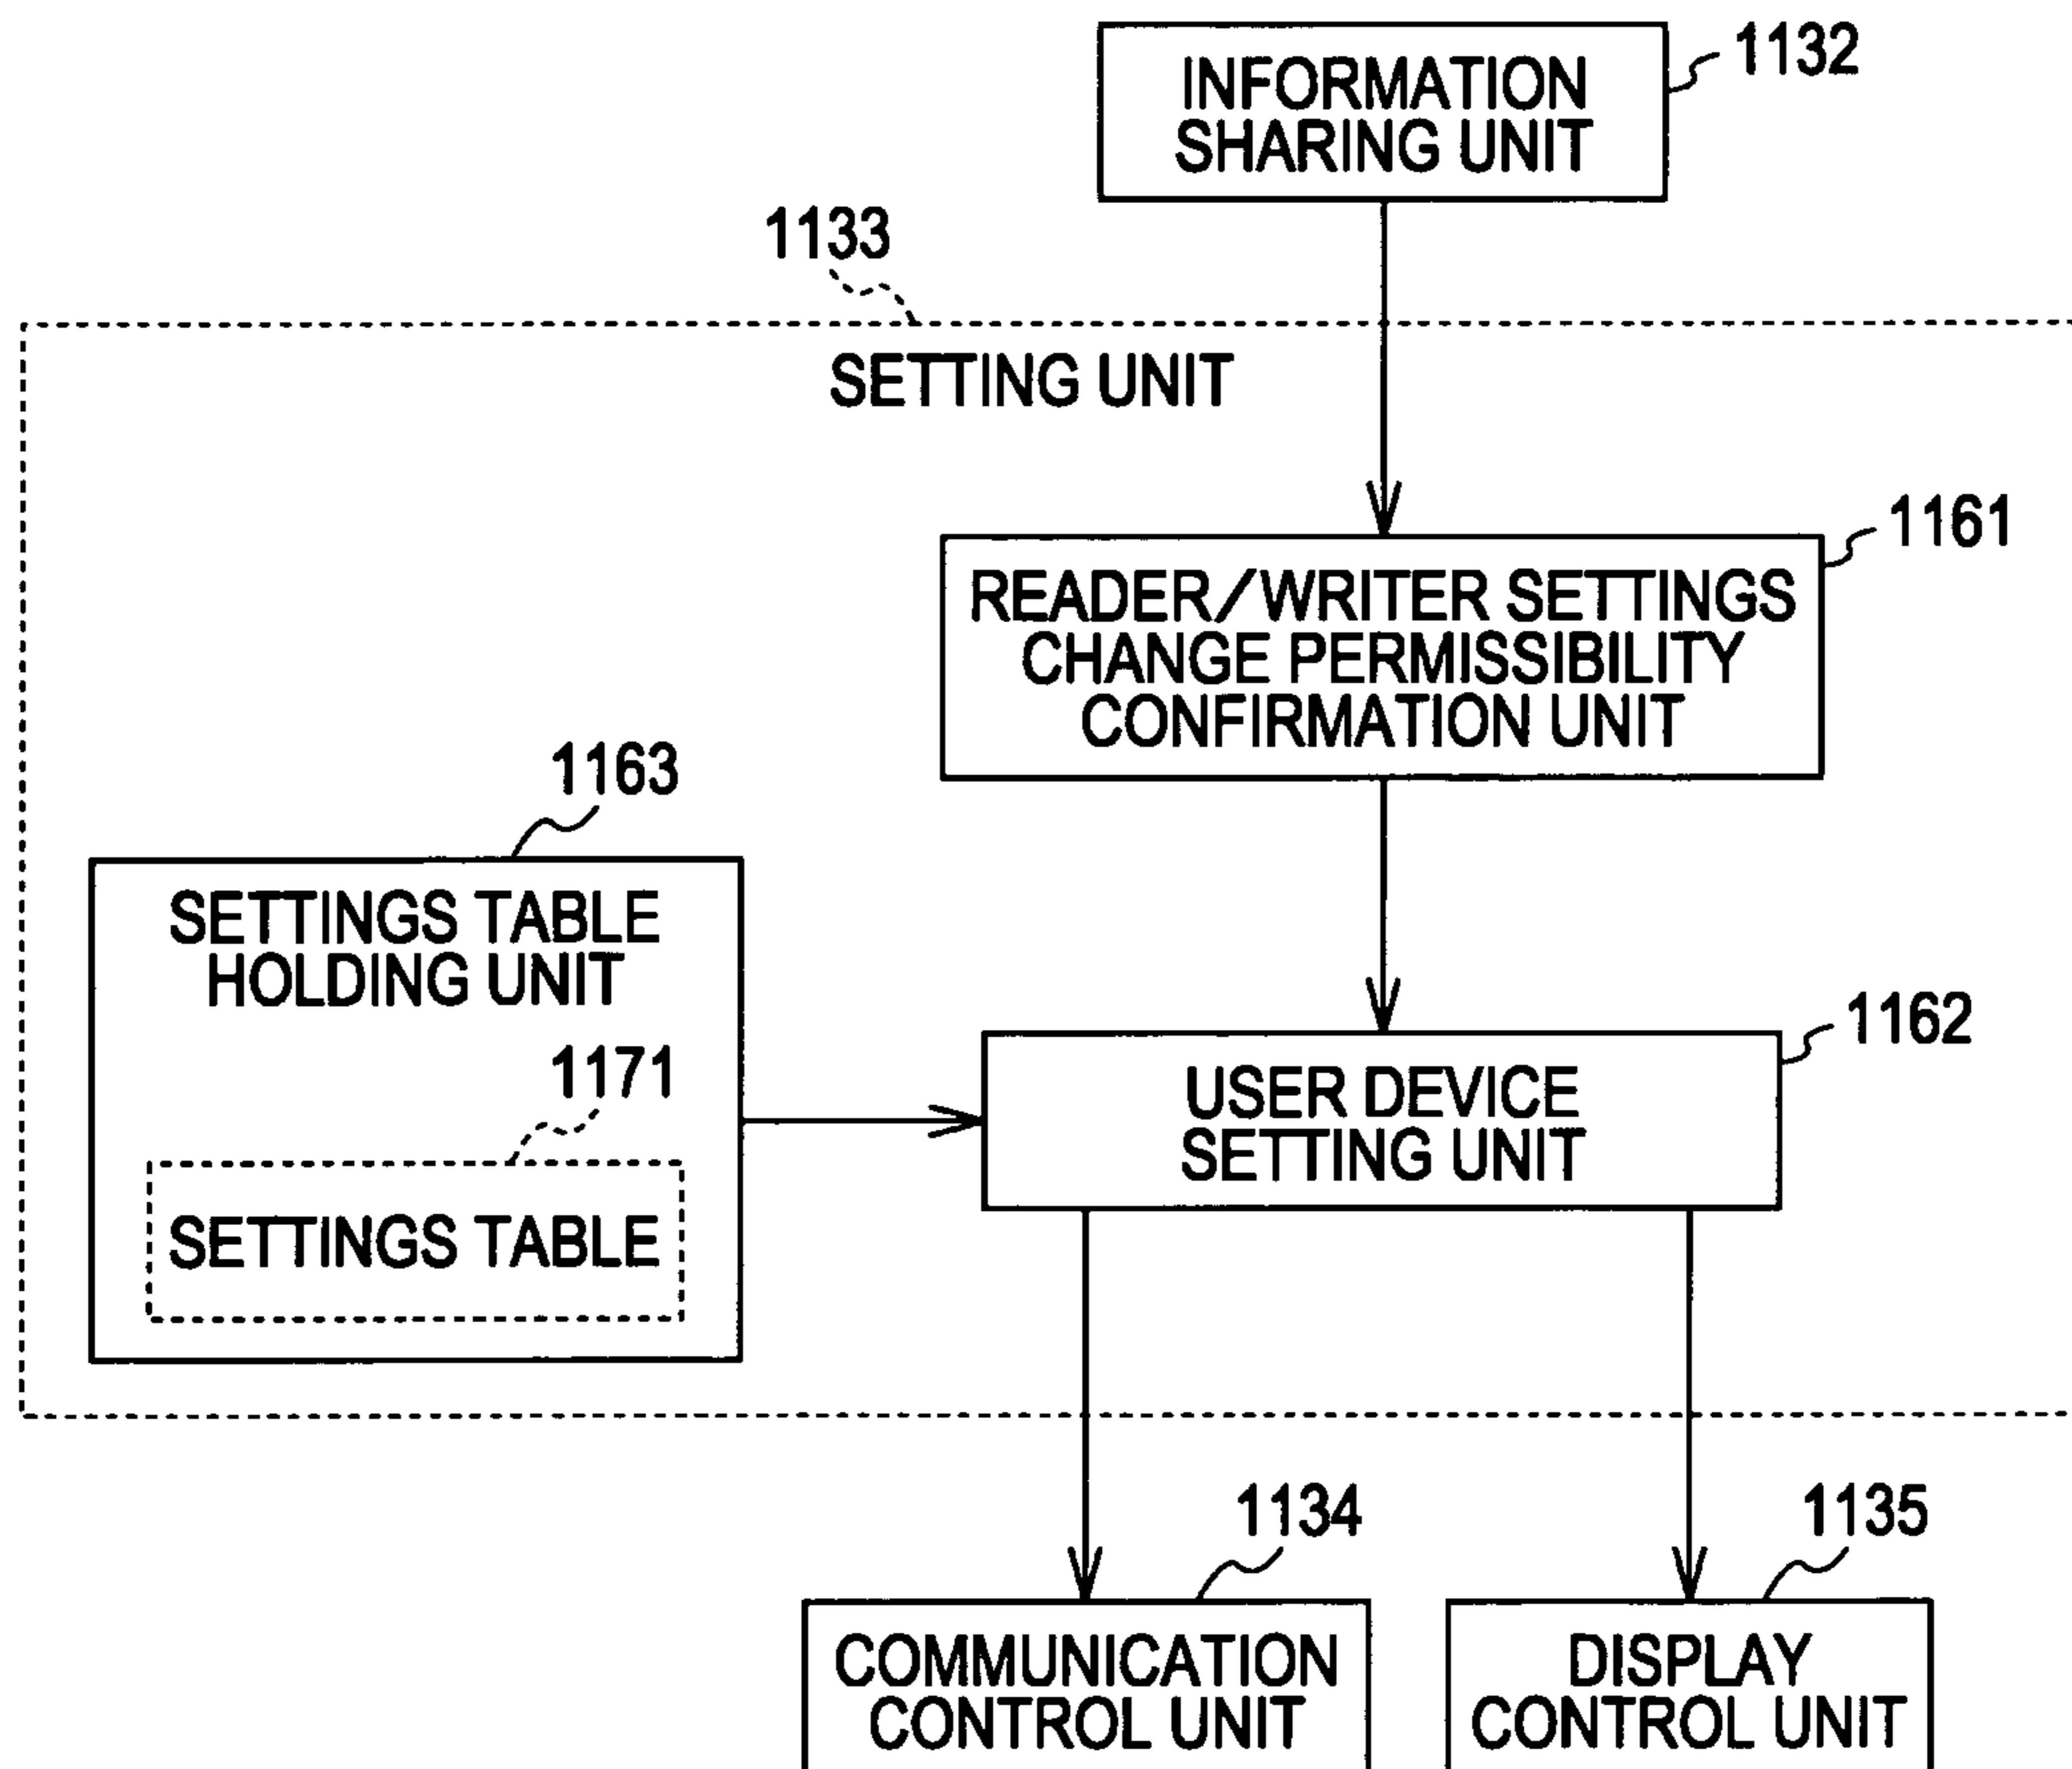 1132
INFORMATION
SHARING UNIT
1133
SETTING UNIT
1161
READER/WRITER SETTINGS
CHANGE PERMISSIBILITY
CONFIRMATION UNIT
1163
SETTINGS TABLE
HOLDING UNIT
1171
SETTINGS TABLE
1162
USER DEVICE
SETTING UNIT
1134
COMMUNICATION
CONTROL UNIT
1135
DISPLAY
CONTROL UNIT